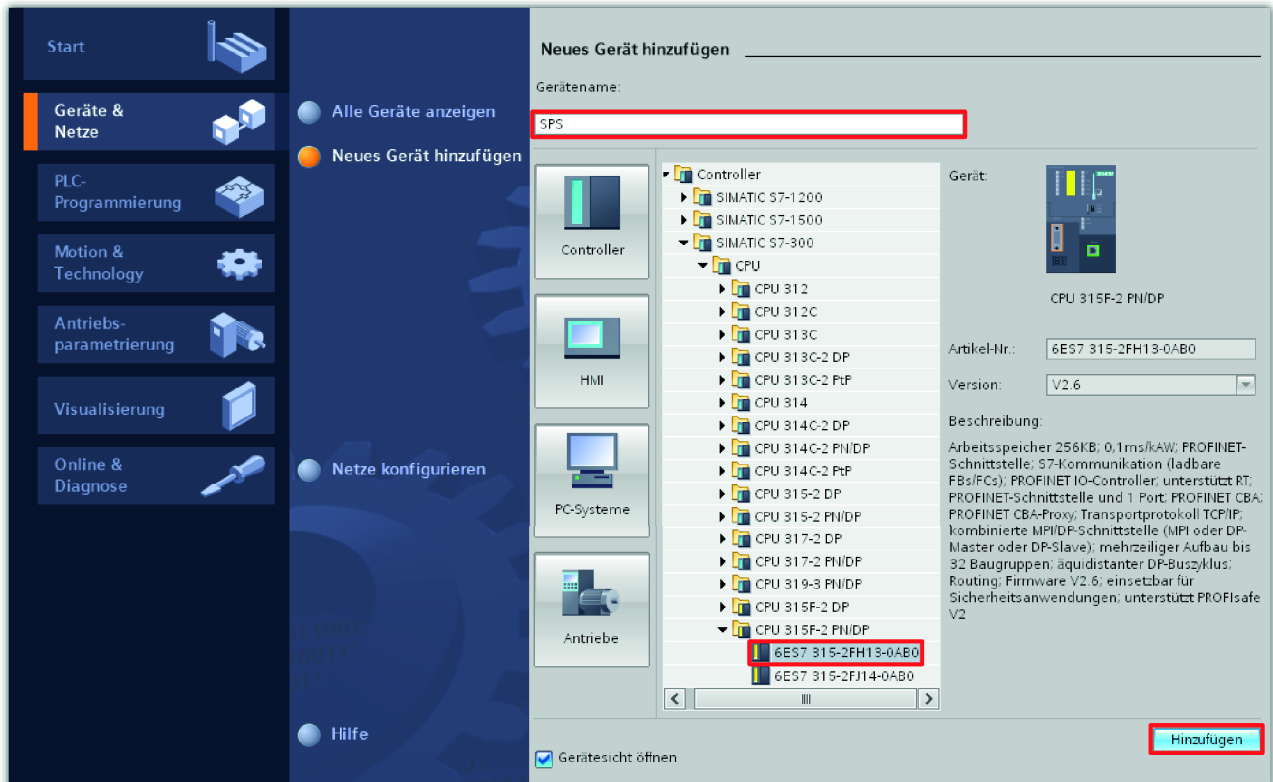 Start
Geräte &
Netze
PLC-
Programmierung
Motion &
Technology
Antriebs-
parametrierung
Visualisierung
Online &
Diagnose
Alle Geräte anzeigen
Neues Gerät hinzufügen
Netze konfigurieren
Hilfe
Neues Gerät hinzufügen
Gerätename:
SPS
Controller
HMI
PC-Systeme
Antriebe
Controller
SIMATIC S7-1200
SIMATIC S7-1500
SIMATIC S7-300
CPU
CPU 312
CPU 312C
CPU 313C
CPU 313C-2 DP
CPU 313C-2 PtP
CPU 314
CPU 314C-2 DP
CPU 314C-2 PN/DP
CPU 314C-2 PtP
CPU 315-2 DP
CPU 315-2 PN/DP
CPU 317-2 DP
CPU 317-2 PN/DP
CPU 319-3 PN/DP
CPU 315F-2 DP
CPU 315F-2 PN/DP
6ES7 315-2FH13-0AB0
6ES7 315-2FJ14-0AB0
Gerät:
CPU 315F-2 PN/DP
Artikel-Nr.: 6ES7 315-2FH13-0AB0
Version: V2.6
Beschreibung:
Arbeitsspeicher 256KB; 0,1ms/kAW; PROFINET-
Schnittstelle; S7-Kommunikation (ladbare
FBs/FCs); PROFINET IO-Controller; unterstützt RT;
PROFINET-Schnittstelle und 1 Port; PROFINET CBA;
PROFINET CBA-Proxy; Transportprotokoll TCP/IP;
kombinierte MPI/DP-Schnittstelle (MPI oder DP-
Master oder DP-Slave); mehrzeiliger Aufbau bis
32 Baugruppen; äquidistanter DP-Buszyklus;
Routing; Firmware V2.6; einsetzbar für
Sicherheitsanwendungen; unterstützt PROFIsafe
V2
Gerätesicht öffnen
Hinzufügen